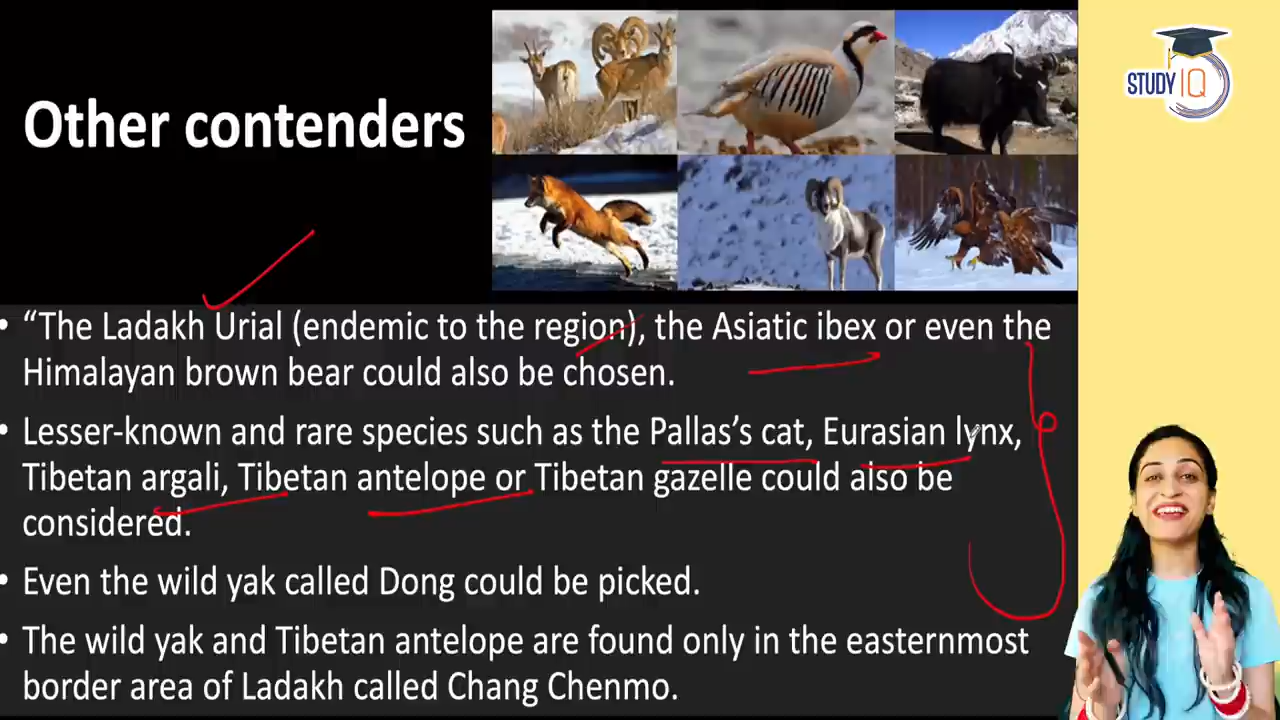 STUDY IQ
Other contenders
• “The Ladakh Urial (endemic to the region), the Asiatic ibex or even the
Himalayan brown bear could also be chosen.
• Lesser-known and rare species such as the Pallas’s cat, Eurasian lynx,
Tibetan argali, Tibetan antelope or Tibetan gazelle could also be
considered.
• Even the wild yak called Dong could be picked.
• The wild yak and Tibetan antelope are found only in the easternmost
border area of Ladakh called Chang Chenmo.